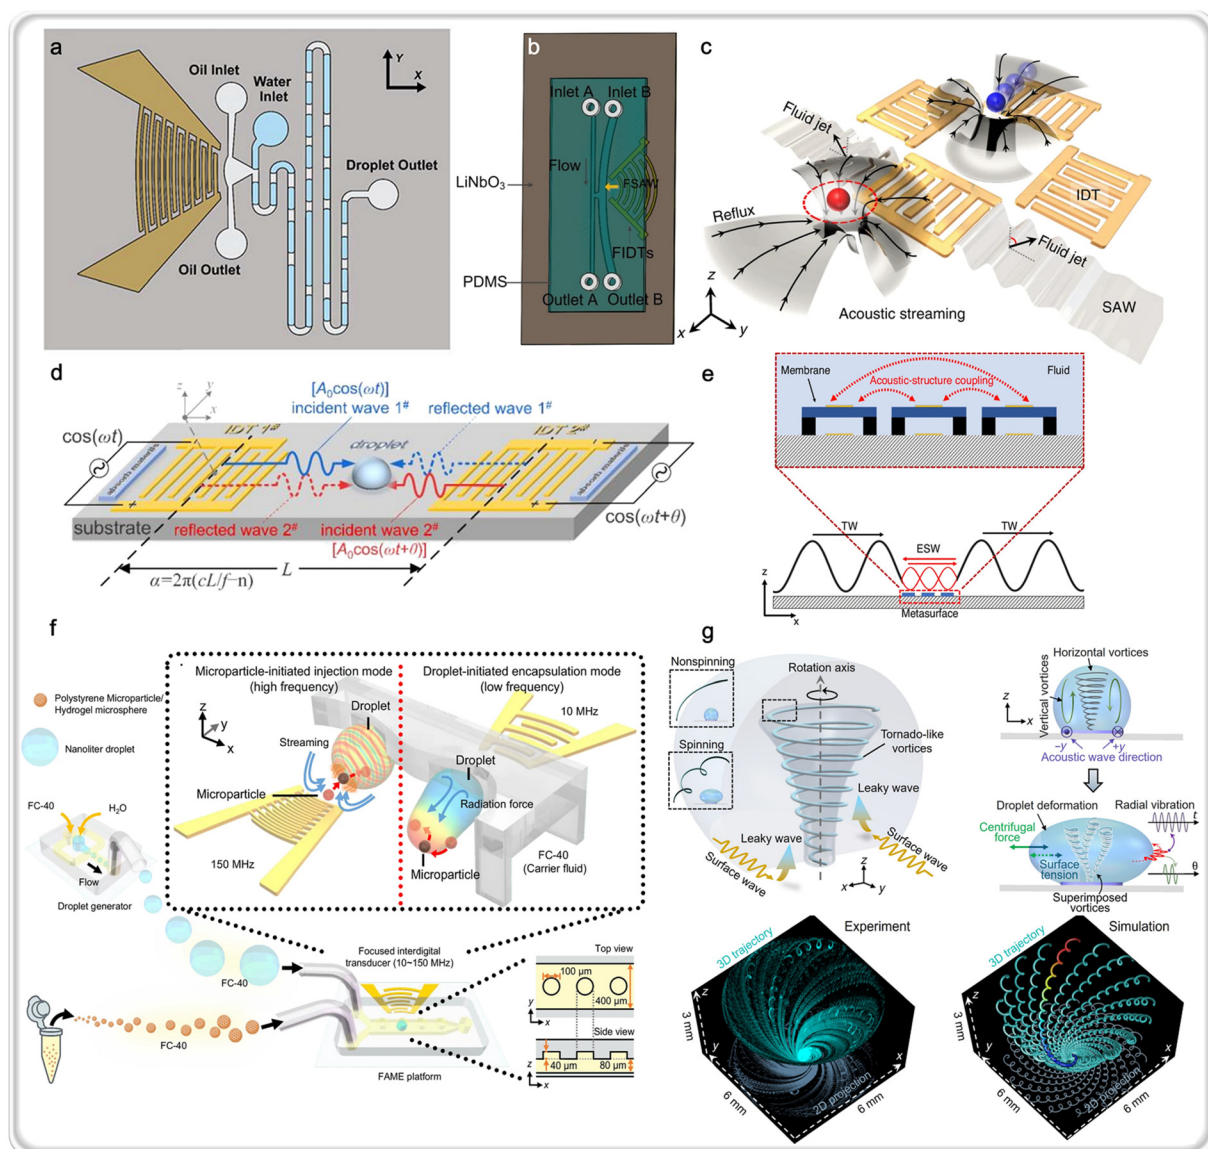 a
Oil Inlet
Water
Inlet
Y
X
Droplet Outlet
Oil Outlet
b
Inlet A
Inlet B
Flow
FSAW
LiNbO3
FIDTs
PDMS
Outlet A
Outlet B
c
Fluid jet
IDT
Reflux
Fluid jet
SAW
z
x
y
Acoustic streaming
d
z
y
x
[A₀cos(ωt)]
incident wave 1#
reflected wave 1#
cos(ωt)
IDT 1#
droplet
IDT 2#
absorb materials
absorb materials
substrate
reflected wave 2#
incident wave 2#
[A₀cos(ωt+θ)]
cos(ωt+θ)
L
α=2π(cL/f−n)
e
Membrane
Fluid
Acoustic-structure coupling
TW
ESW
TW
z
x
Metasurface
f
Polystyrene Microparticle/
Hydrogel microsphere
Nanoliter droplet
FC-40
H₂O
Flow
Droplet generator
Microparticle-initiated injection mode
(high frequency)
Droplet-initiated encapsulation mode
(low frequency)
z
y
x
Droplet
Streaming
Microparticle
150 MHz
10 MHz
Droplet
Radiation force
Microparticle
FC-40
(Carrier fluid)
Focused interdigital
transducer (10~150 MHz)
FC-40
FC-40
FAME platform
Top view
100 μm
400 μm
y
x
Side view
z
x
40 μm
80 μm
g
Nonspinning
Spinning
Rotation axis
Tornado-like
vortices
Leaky wave
Leaky wave
Surface wave
Surface wave
z
x
y
Horizontal vortices
Vertical vortices
z
x
−y
+y
Acoustic wave direction
Droplet deformation
Radial vibration
t
Centrifugal
force
Surface
tension
θ
Superimposed
vortices
Experiment
3D trajectory
2D projection
z
3 mm
y
x
6 mm
6 mm
Simulation
3D trajectory
2D projection
z
3 mm
y
x
6 mm
6 mm